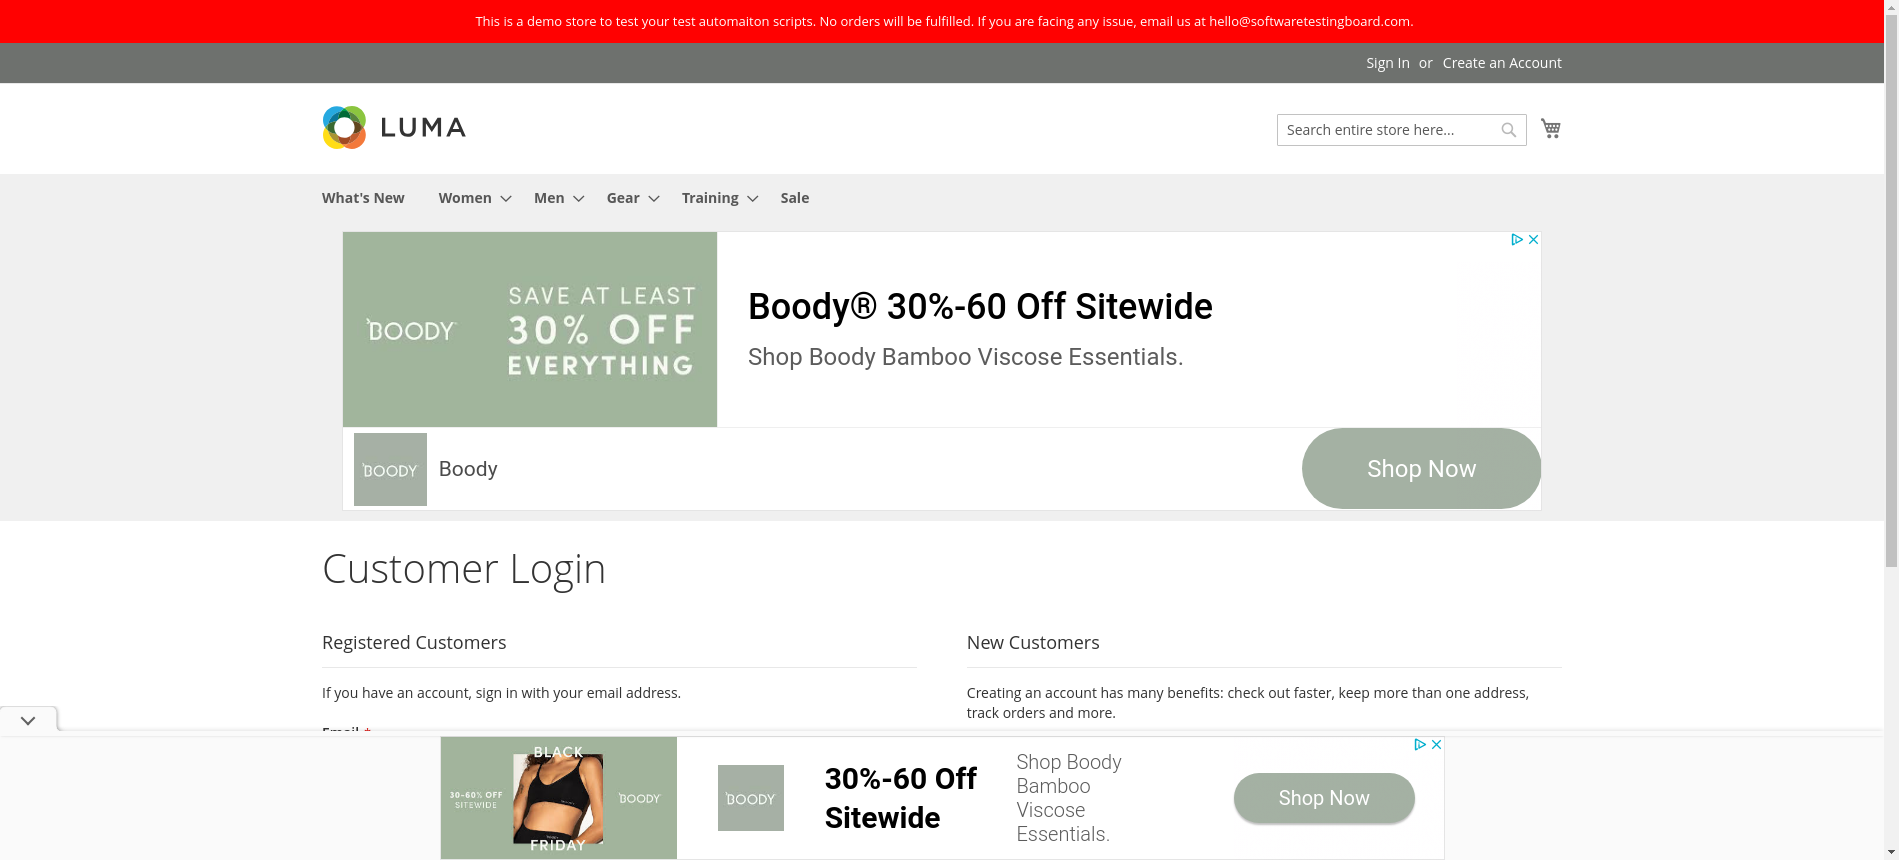 This is a demo store to test your test automaiton scripts. No orders will be fulfilled. If you are facing any issue, email us at hello@softwaretestingboard.com.
Sign In or Create an Account
LUMA
Search entire store here...
What's New Women Men Gear Training Sale
BOODY
SAVE AT LEAST
30% OFF
EVERYTHING
Boody® 30%-60 Off Sitewide
Shop Boody Bamboo Viscose Essentials.
BOODY
Boody
Shop Now
Customer Login
Registered Customers
If you have an account, sign in with your email address.
Email *
New Customers
Creating an account has many benefits: check out faster, keep more than one address,
track orders and more.
30-60% OFF
SITEWIDE
BLACK
FRIDAY
BOODY
BOODY
30%-60 Off
Sitewide
Shop Boody
Bamboo
Viscose
Essentials.
Shop Now